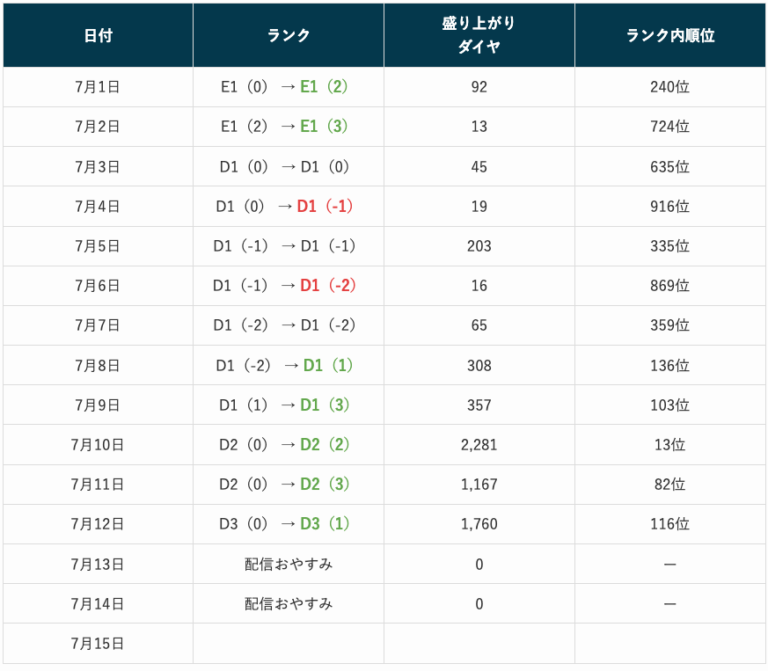 日付 ランク 盛り上がり
ダイヤ ランク内順位
7月1日 E1（0） → E1（2） 92 240位
7月2日 E1（2） → E1（3） 13 724位
7月3日 D1（0） → D1（0） 45 635位
7月4日 D1（0） → D1（-1） 19 916位
7月5日 D1（-1） → D1（-1） 203 335位
7月6日 D1（-1） → D1（-2） 16 869位
7月7日 D1（-2） → D1（-2） 65 359位
7月8日 D1（-2） → D1（1） 308 136位
7月9日 D1（1） → D1（3） 357 103位
7月10日 D2（0） → D2（2） 2,281 13位
7月11日 D2（0） → D2（3） 1,167 82位
7月12日 D3（0） → D3（1） 1,760 116位
7月13日 配信おやすみ 0 ー
7月14日 配信おやすみ 0 ー
7月15日